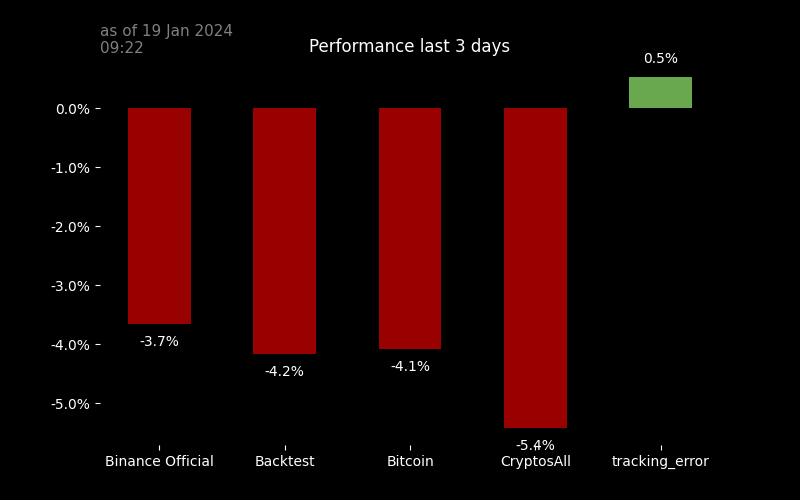 as of 19 Jan 2024
09:22
Performance last 3 days
0.5%
0.0%
-1.0%
-2.0%
-3.0%
-4.0%
-5.0%
-3.7%
-4.2%
-4.1%
-5.4%
Binance Official
Backtest
Bitcoin
CryptosAll
tracking_error